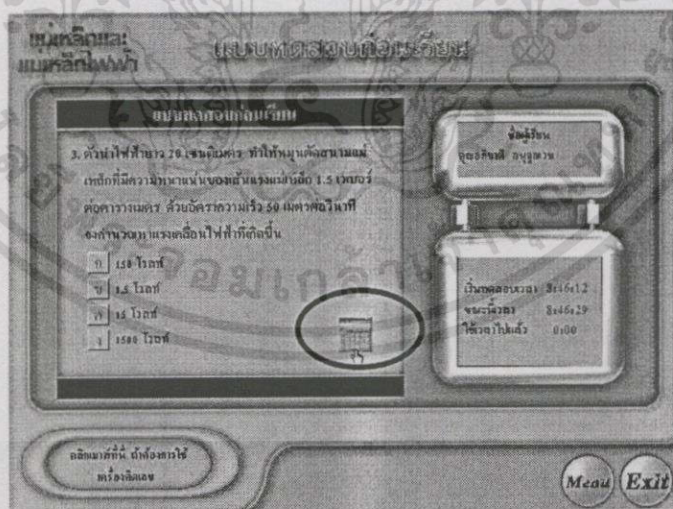 แม่เหล็กและ
แม่เหล็กไฟฟ้า
แบบทดสอบก่อนเรียน
แบบทดสอบก่อนเรียน
3. ตัวนำไฟฟ้ายาว 20 เซนติเมตร ทำให้หมุนตัดสนามแม่
เหล็กที่มีความหนาแน่นของเส้นแรงแม่เหล็ก 1.5 เวเบอร์
ต่อตารางเมตร ด้วยอัตราความเร็ว 50 เมตรต่อวินาที
จงคำนวณหาแรงเคลื่อนไฟฟ้าที่เกิดขึ้น
ก 150 โวลท์
ข 1.5 โวลท์
ค 15 โวลท์
ง 1500 โวลท์
ชื่อผู้เรียน
คุณอภินาติ
เริ่มทดสอบเวลา 8:46:12
ขณะนี้เวลา 8:46:29
ใช้เวลาไปแล้ว 0:00
คลิกเมาส์ที่นี่ ถ้าต้องการใช้
เครื่องคิดเลข
Menu
Exit